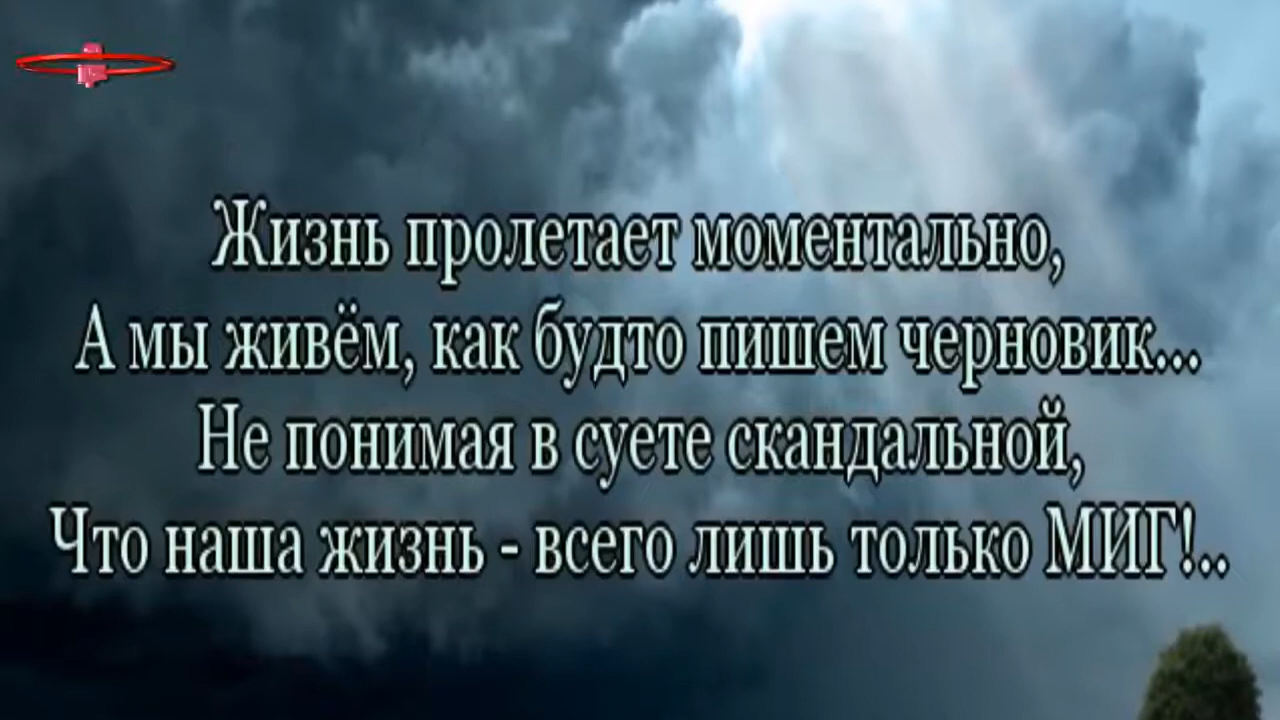 Жизнь пролетает моментально,
А мы живём, как будто пишем черновик...
Не понимая в суете скандальной,
Что наша жизнь - всего лишь только МИГ!..